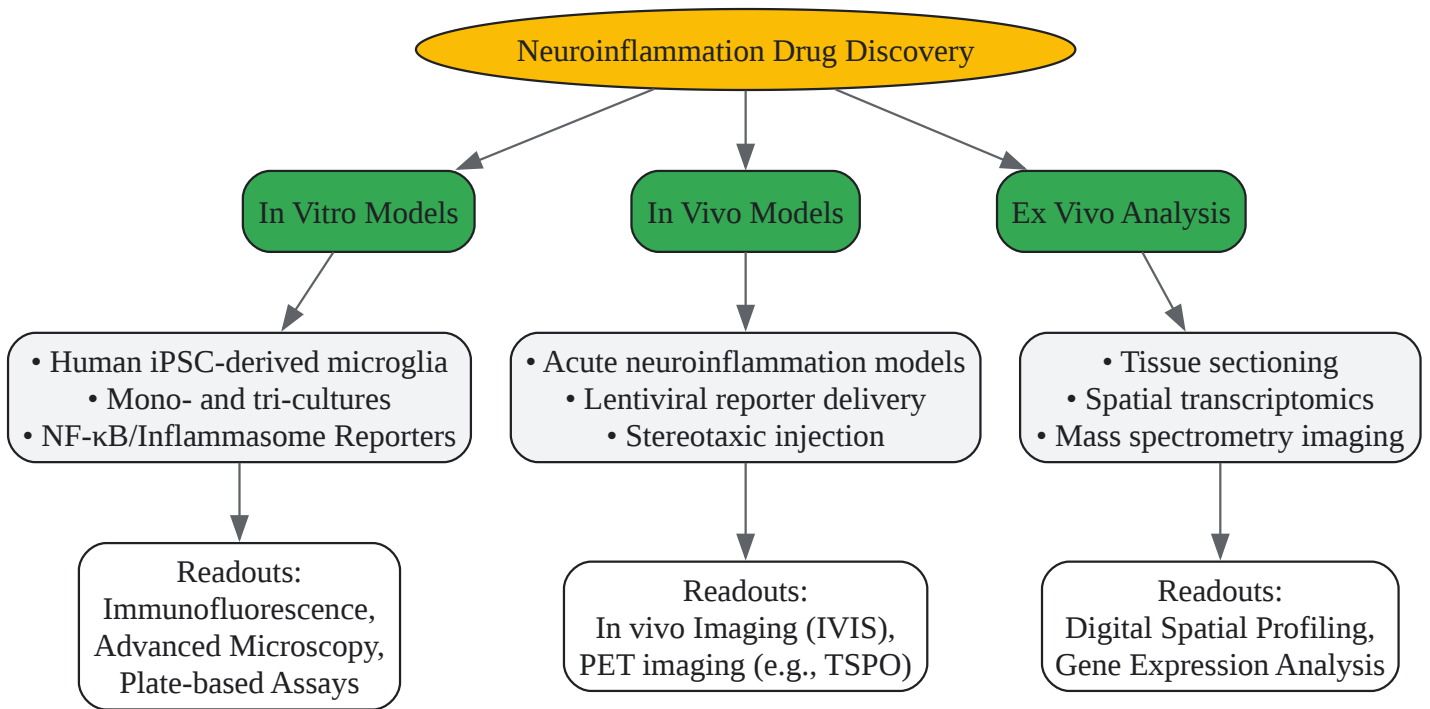 Neuroinflammation Drug Discovery
In Vitro Models
In Vivo Models
Ex Vivo Analysis
• Human iPSC-derived microglia
• Mono- and tri-cultures
• NF-κB/Inflammasome Reporters
• Acute neuroinflammation models
• Lentiviral reporter delivery
• Stereotaxic injection
• Tissue sectioning
• Spatial transcriptomics
• Mass spectrometry imaging
Readouts:
Immunofluorescence,
Advanced Microscopy,
Plate-based Assays
Readouts:
In vivo Imaging (IVIS),
PET imaging (e.g., TSPO)
Readouts:
Digital Spatial Profiling,
Gene Expression Analysis